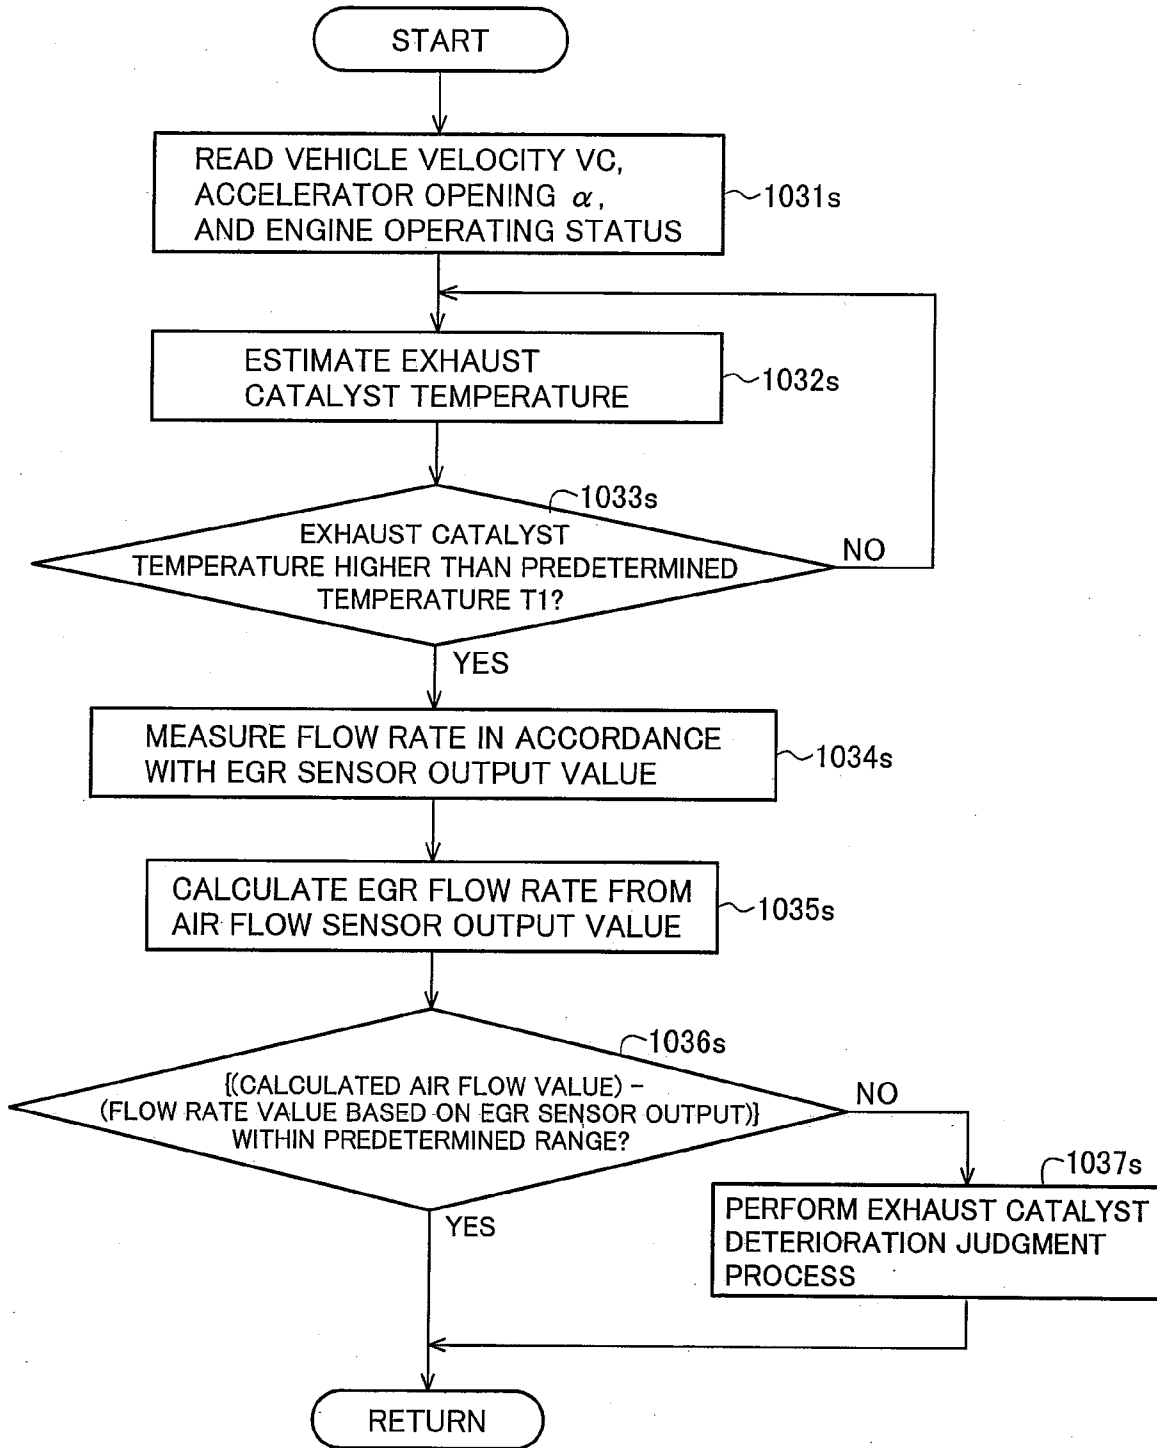 START
READ VEHICLE VELOCITY VC,
ACCELERATOR OPENING α,
AND ENGINE OPERATING STATUS
1031s
ESTIMATE EXHAUST
CATALYST TEMPERATURE
1032s
1033s
EXHAUST CATALYST
TEMPERATURE HIGHER THAN PREDETERMINED
TEMPERATURE T1?
NO
YES
MEASURE FLOW RATE IN ACCORDANCE
WITH EGR SENSOR OUTPUT VALUE
1034s
CALCULATE EGR FLOW RATE FROM
AIR FLOW SENSOR OUTPUT VALUE
1035s
1036s
{(CALCULATED AIR FLOW VALUE) –
(FLOW RATE VALUE BASED ON EGR SENSOR OUTPUT)}
WITHIN PREDETERMINED RANGE?
NO
YES
1037s
PERFORM EXHAUST CATALYST
DETERIORATION JUDGMENT
PROCESS
RETURN